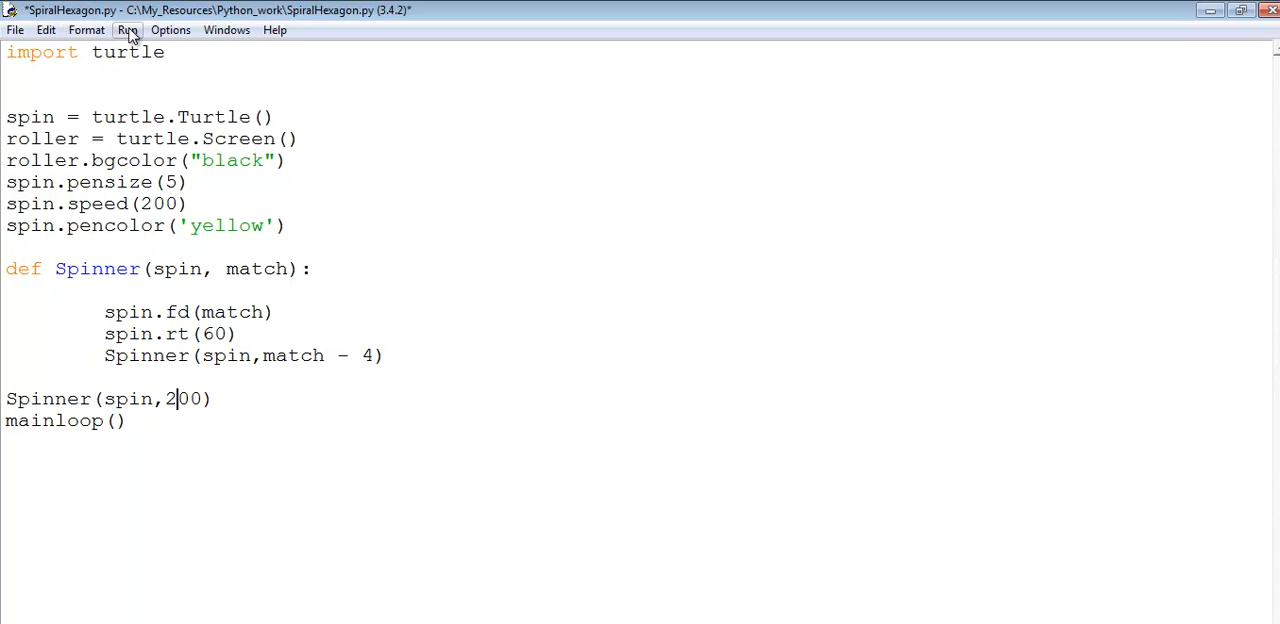 *SpiralHexagon.py - C:\My_Resources\Python_work\SpiralHexagon.py (3.4.2)*
File Edit Format Run Options Windows Help
import turtle
spin = turtle.Turtle()
roller = turtle.Screen()
roller.bgcolor("black")
spin.pensize(5)
spin.speed(200)
spin.pencolor('yellow')
def Spinner(spin, match):
spin.fd(match)
spin.rt(60)
Spinner(spin,match - 4)
Spinner(spin,200)
mainloop()